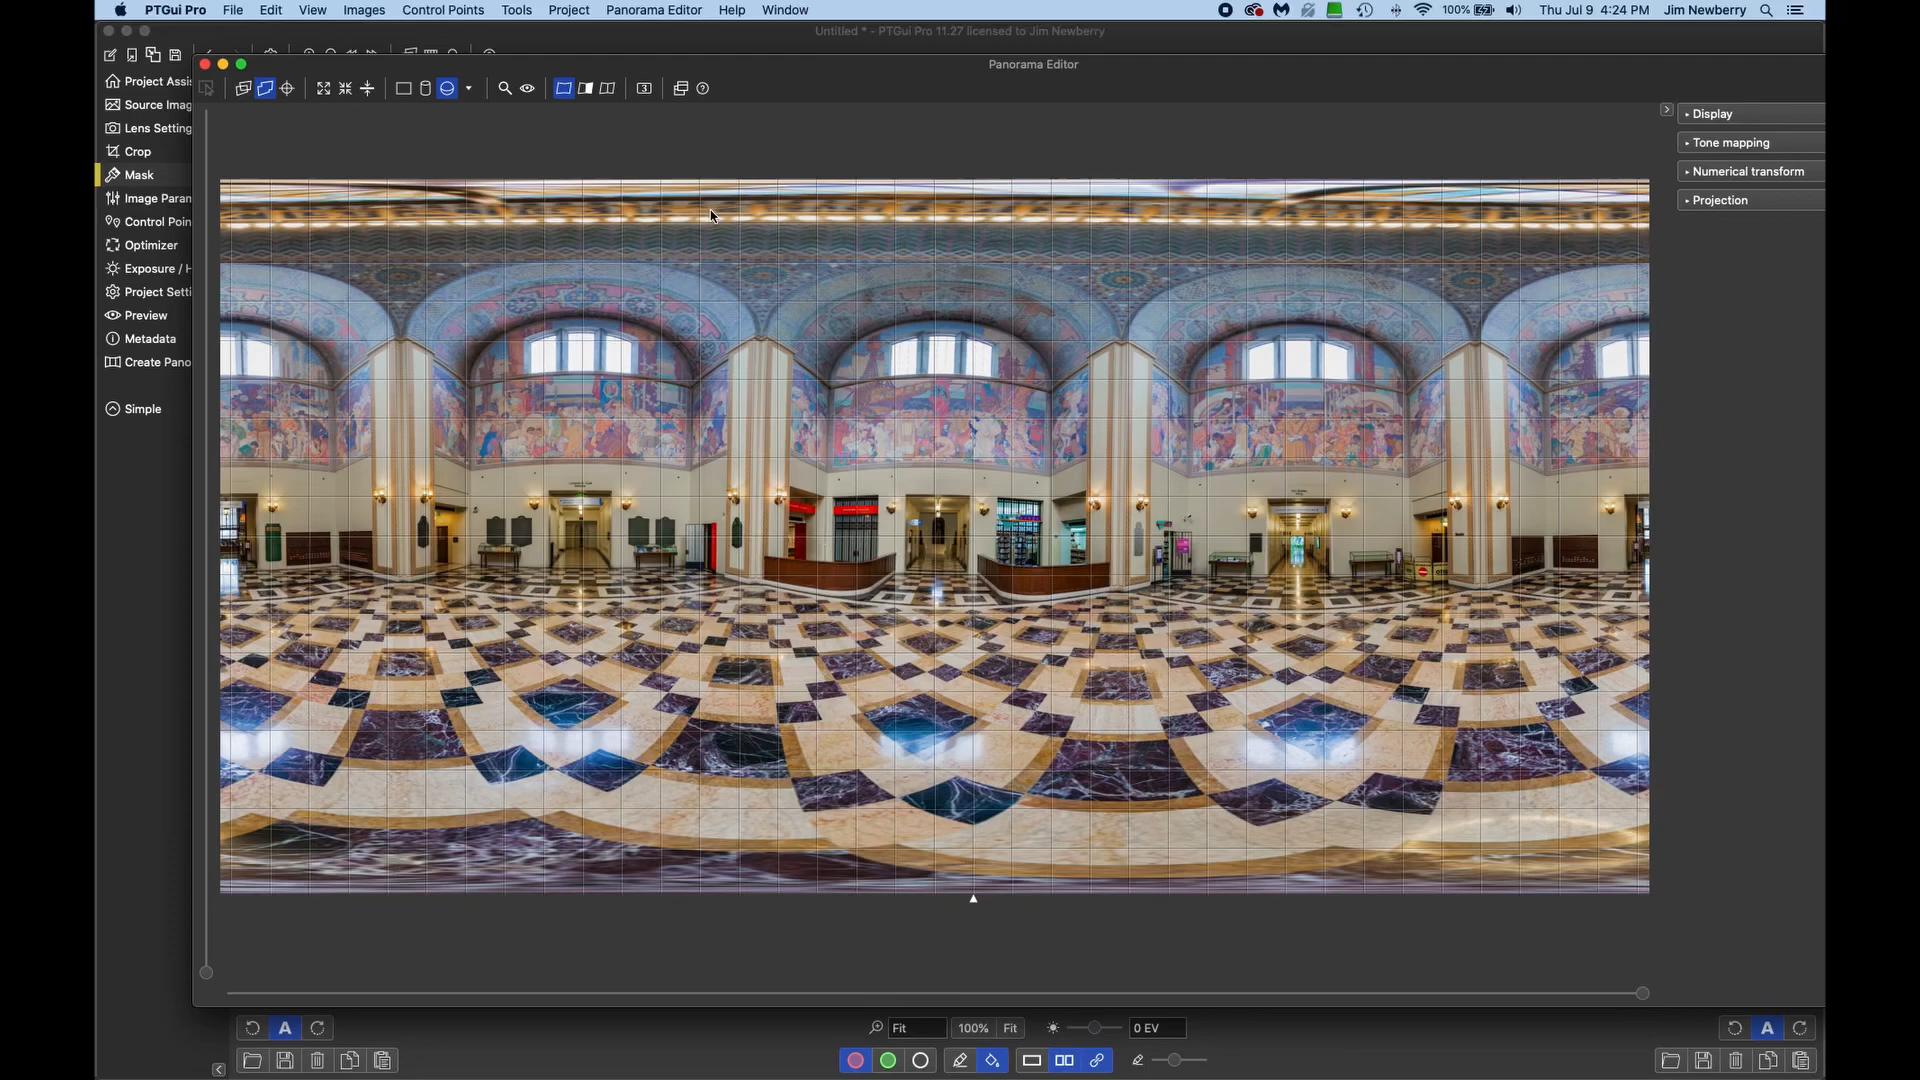 PTGui Pro File Edit View Images Control Points Tools Project Panorama Editor Help Window 100% Thu Jul 9 4:24 PM Jim Newberry
Untitled * - PTGui Pro 11.27 licensed to Jim Newberry
Panorama Editor
Project Assis
Source Imag
Lens Setting
Crop
Mask
Image Paran
Control Poin
Optimizer
Exposure / H
Project Setti
Preview
Metadata
Create Pano
Simple
3
Display
Tone mapping
Numerical transform
Projection
A Fit 100% Fit 0 EV A